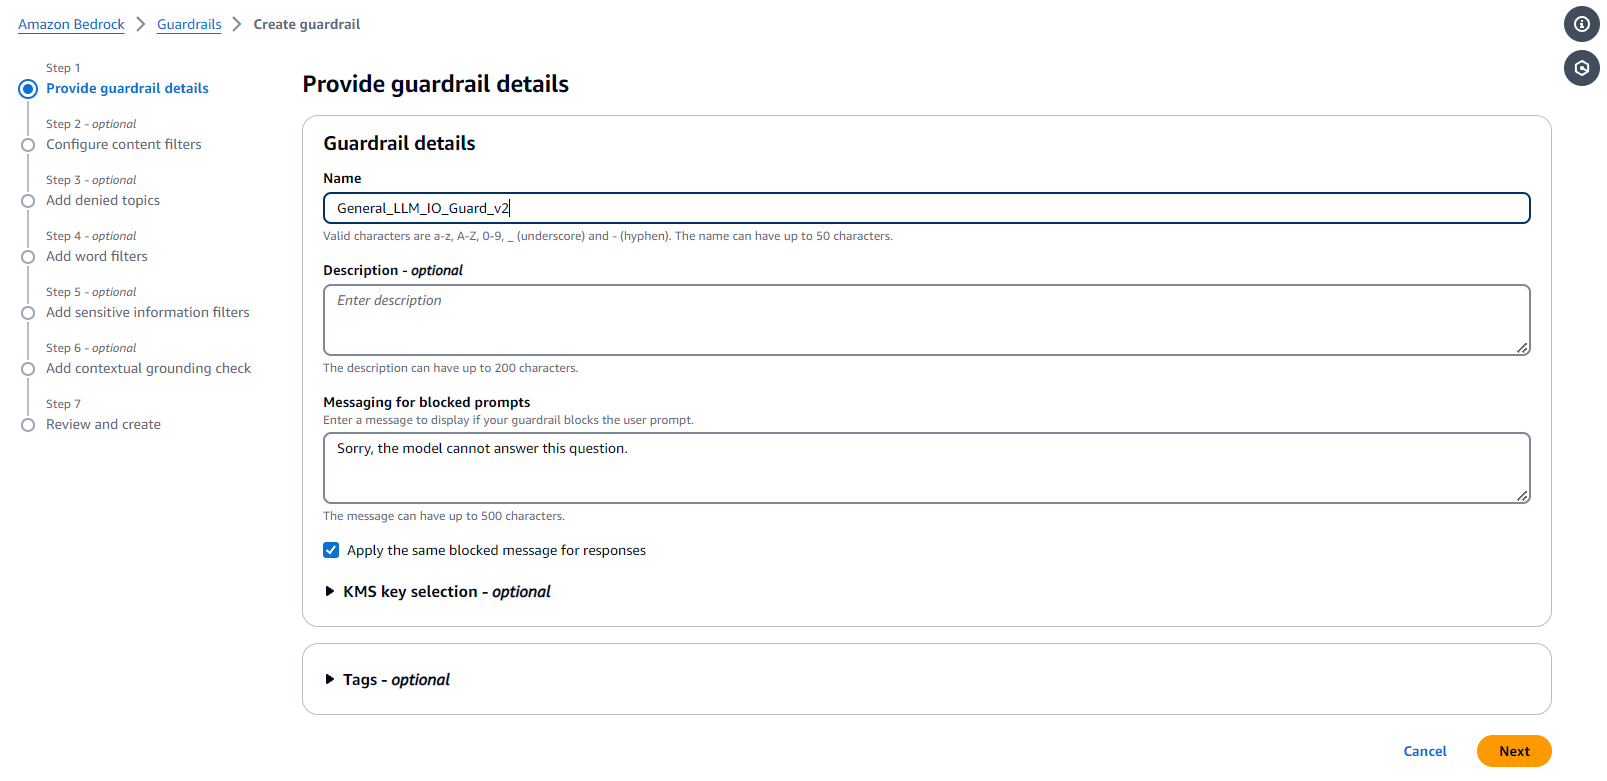 Amazon Bedrock > Guardrails > Create guardrail
Step 1
Provide guardrail details
Step 2 - optional
Configure content filters
Step 3 - optional
Add denied topics
Step 4 - optional
Add word filters
Step 5 - optional
Add sensitive information filters
Step 6 - optional
Add contextual grounding check
Step 7
Review and create
Provide guardrail details
Guardrail details
Name
General_LLM_IO_Guard_v2
Valid characters are a-z, A-Z, 0-9, _ (underscore) and - (hyphen). The name can have up to 50 characters.
Description - optional
Enter description
The description can have up to 200 characters.
Messaging for blocked prompts
Enter a message to display if your guardrail blocks the user prompt.
Sorry, the model cannot answer this question.
The message can have up to 500 characters.
Apply the same blocked message for responses
KMS key selection - optional
Tags - optional
Cancel Next